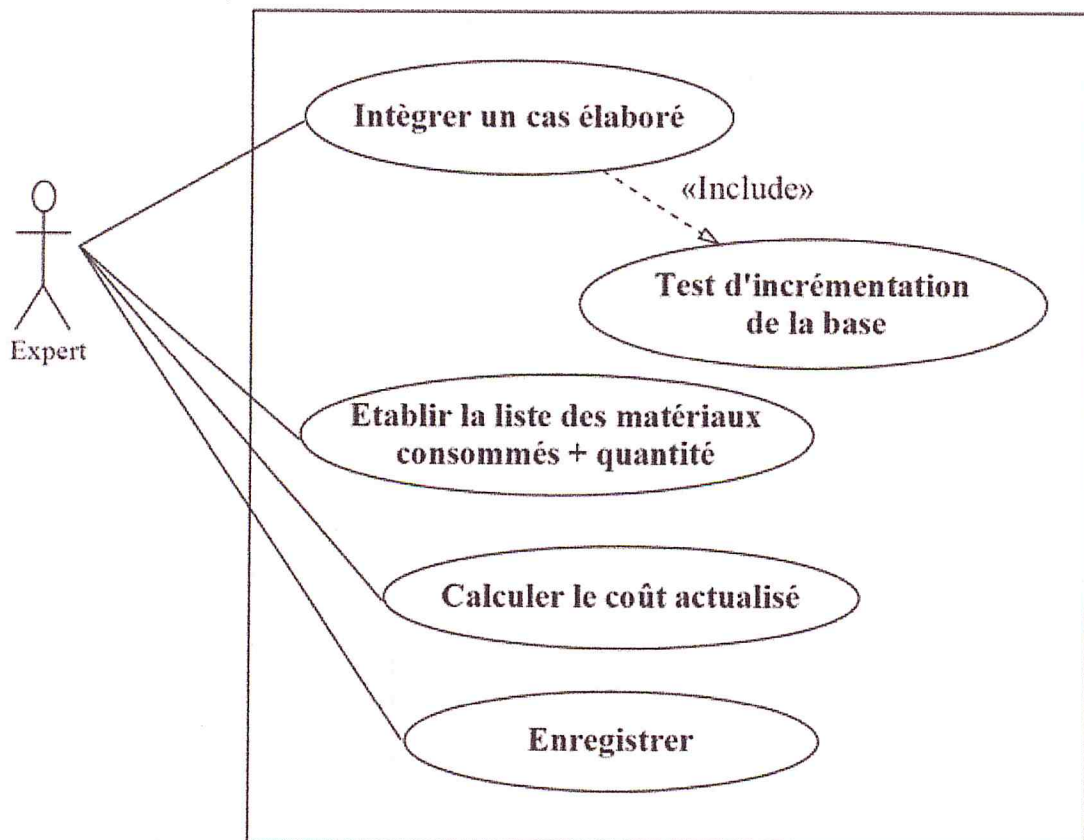 Intègrer un cas élaboré
«Include»
Test d'incrémentation
de la base
Expert
Etablir la liste des matériaux
consommés + quantité
Calculer le coût actualisé
Enregistrer